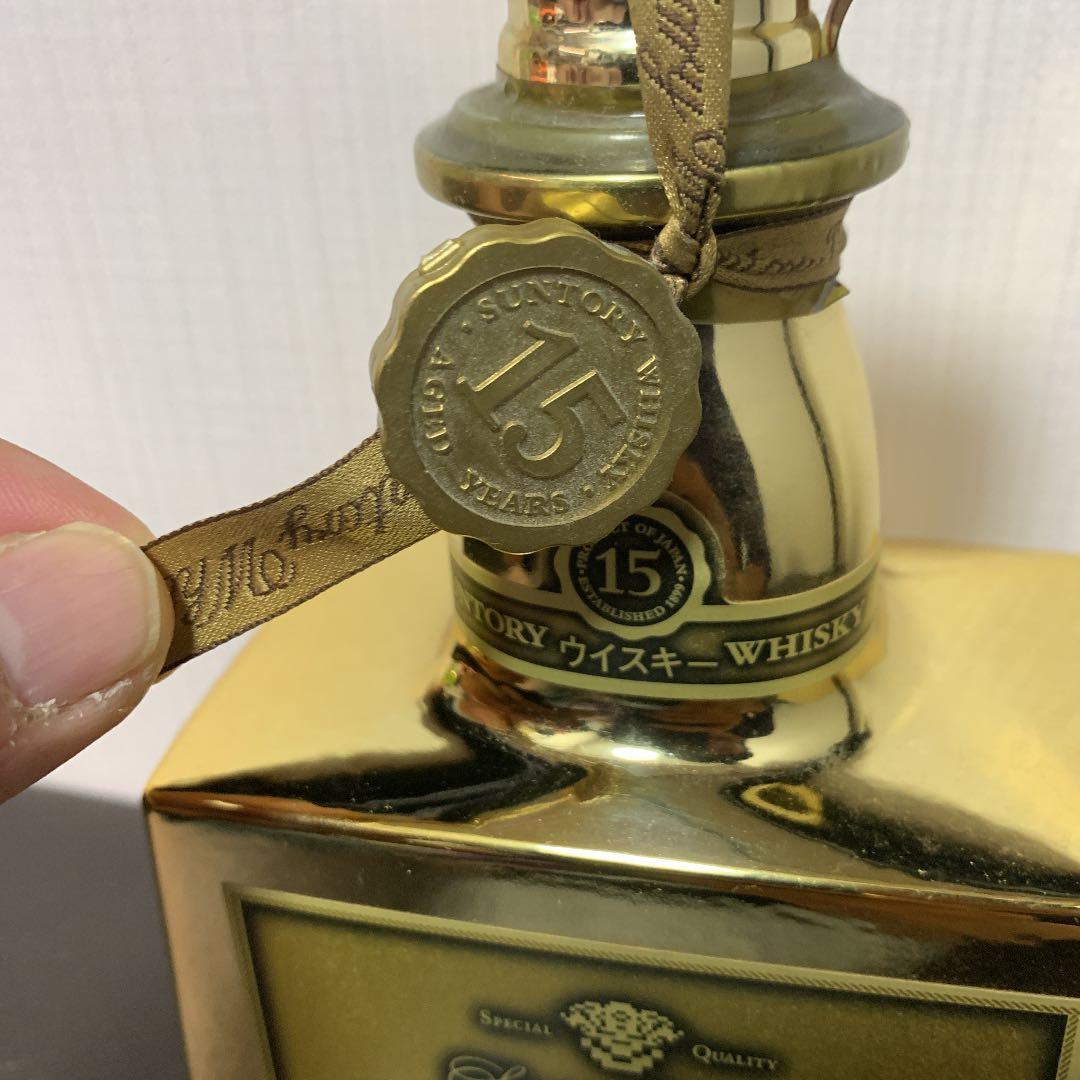 SUNTORY WHISKY
15
AGED YEARS
PRODUCT OF JAPAN
15
ESTABLISHED 1899
SUNTORY ウイスキー WHISKY
SPECIAL QUALITY